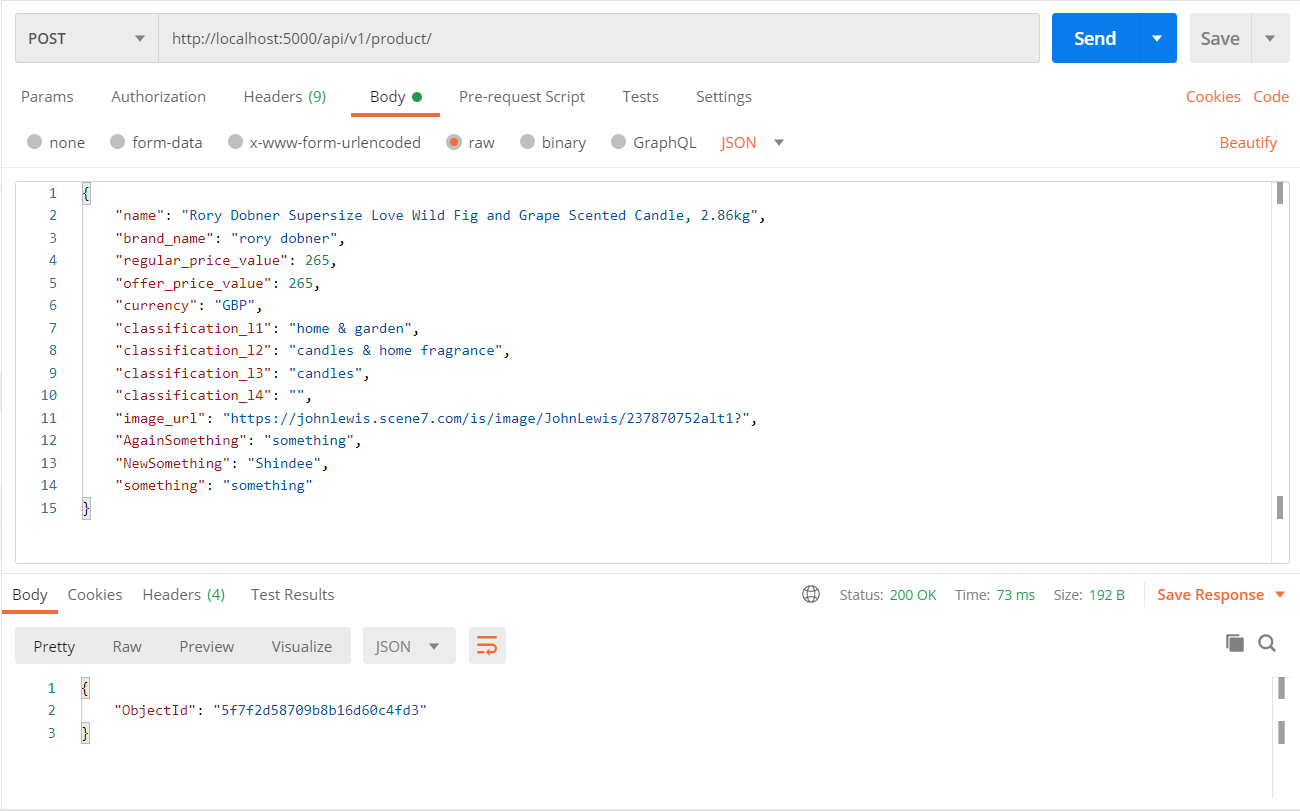 POST http://localhost:5000/api/v1/product/ Send Save
Params Authorization Headers (9) Body Pre-request Script Tests Settings Cookies Code
none form-data x-www-form-urlencoded raw binary GraphQL JSON Beautify
1 {
2 "name": "Rory Dobner Supersize Love Wild Fig and Grape Scented Candle, 2.86kg",
3 "brand_name": "rory dobner",
4 "regular_price_value": 265,
5 "offer_price_value": 265,
6 "currency": "GBP",
7 "classification_l1": "home & garden",
8 "classification_l2": "candles & home fragrance",
9 "classification_l3": "candles",
10 "classification_l4": "",
11 "image_url": "https://johnlewis.scene7.com/is/image/JohnLewis/237870752alt1?",
12 "AgainSomething": "something",
13 "NewSomething": "Shindee",
14 "something": "something"
15 }
Body Cookies Headers (4) Test Results Status: 200 OK Time: 73 ms Size: 192 B Save Response
Pretty Raw Preview Visualize JSON
1 {
2 "ObjectId": "5f7f2d58709b8b16d60c4fd3"
3 }